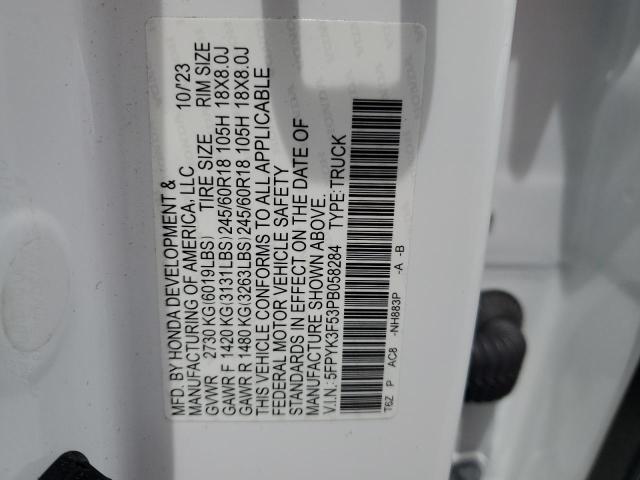 MFD. BY HONDA DEVELOPMENT & 10/'23
MANUFACTURING OF AMERICA, LLC
GVWR 2730 KG(6019LBS) TIRE SIZE RIM SIZE
GAWR F 1420 KG(3131LBS) 245/60R18 105H 18X8.0J
GAWR R 1480 KG(3263LBS) 245/60R18 105H 18X8.0J
THIS VEHICLE CONFORMS TO ALL APPLICABLE
FEDERAL MOTOR VEHICLE SAFETY
STANDARDS IN EFFECT ON THE DATE OF
MANUFACTURE SHOWN ABOVE.
V.I.N.: 5FPYK3F53PB058284 TYPE: TRUCK
T6Z P AC8 -NH883P -A -B